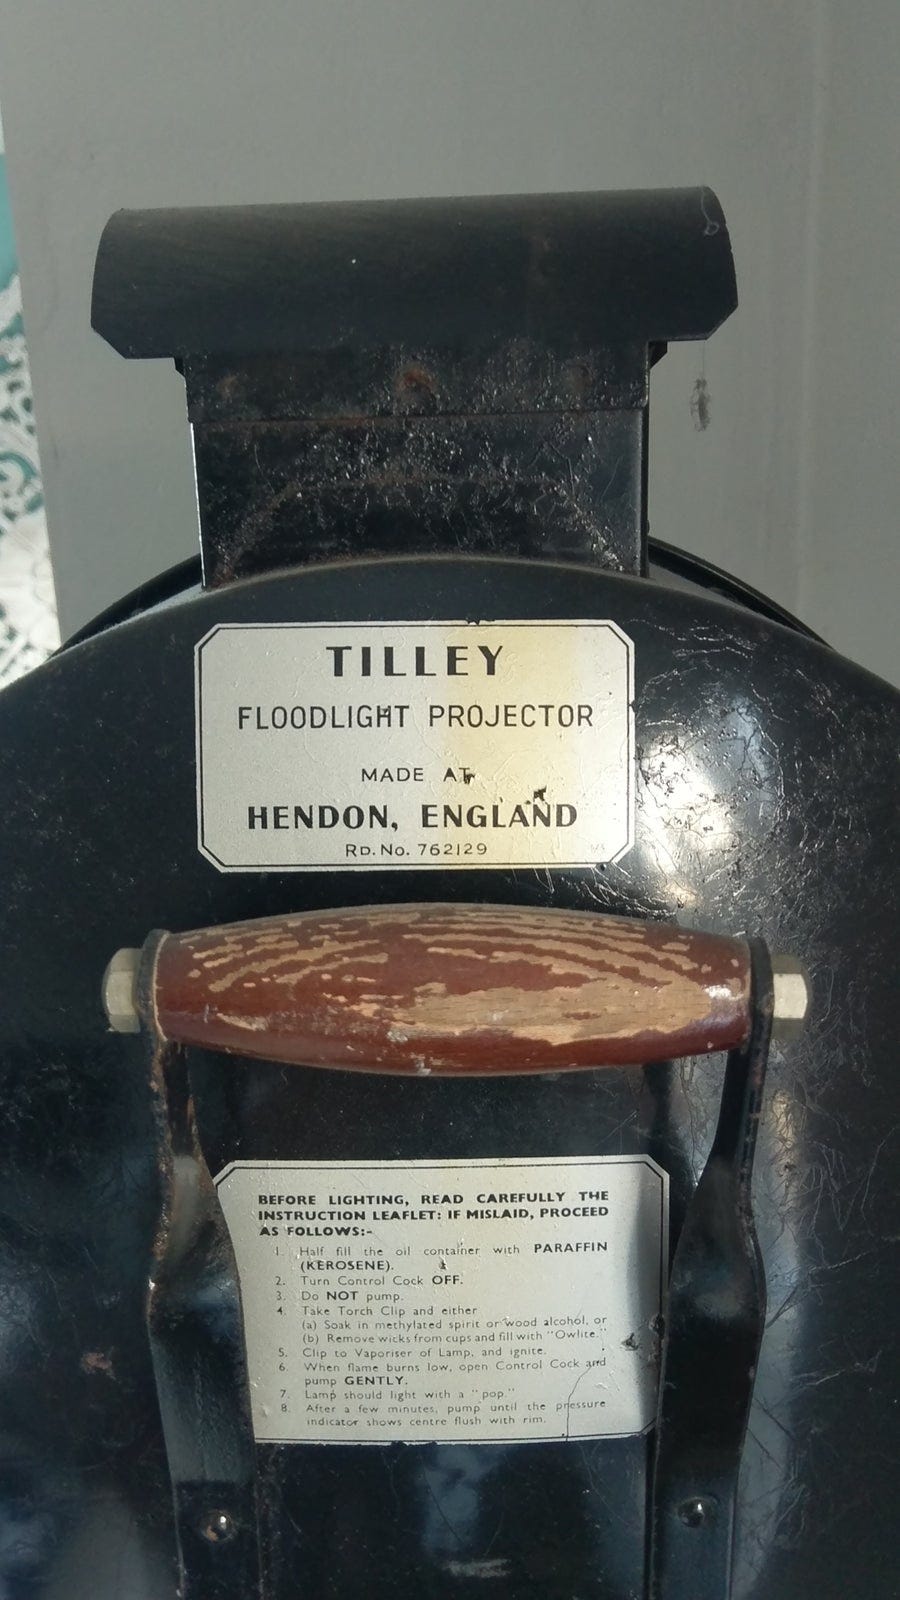 TILLEY
FLOODLIGHT PROJECTOR
MADE AT
HENDON, ENGLAND
RD. NO. 762129
BEFORE LIGHTING, READ CAREFULLY THE
INSTRUCTION LEAFLET: IF MISLAID, PROCEED
AS FOLLOWS:-
1. Half fill the oil container with PARAFFIN
(KEROSENE).
2. Turn Control Cock OFF.
3. Do NOT pump.
4. Take Torch Clip and either
(a) Soak in methylated spirit or wood alcohol, or
(b) Remove wicks from cups and fill with "Owlite."
5. Clip to Vaporiser of Lamp, and ignite.
6. When flame burns low, open Control Cock and
pump GENTLY.
7. Lamp should light with a "pop."
8. After a few minutes, pump until the pressure
indicator shows centre flush with rim.